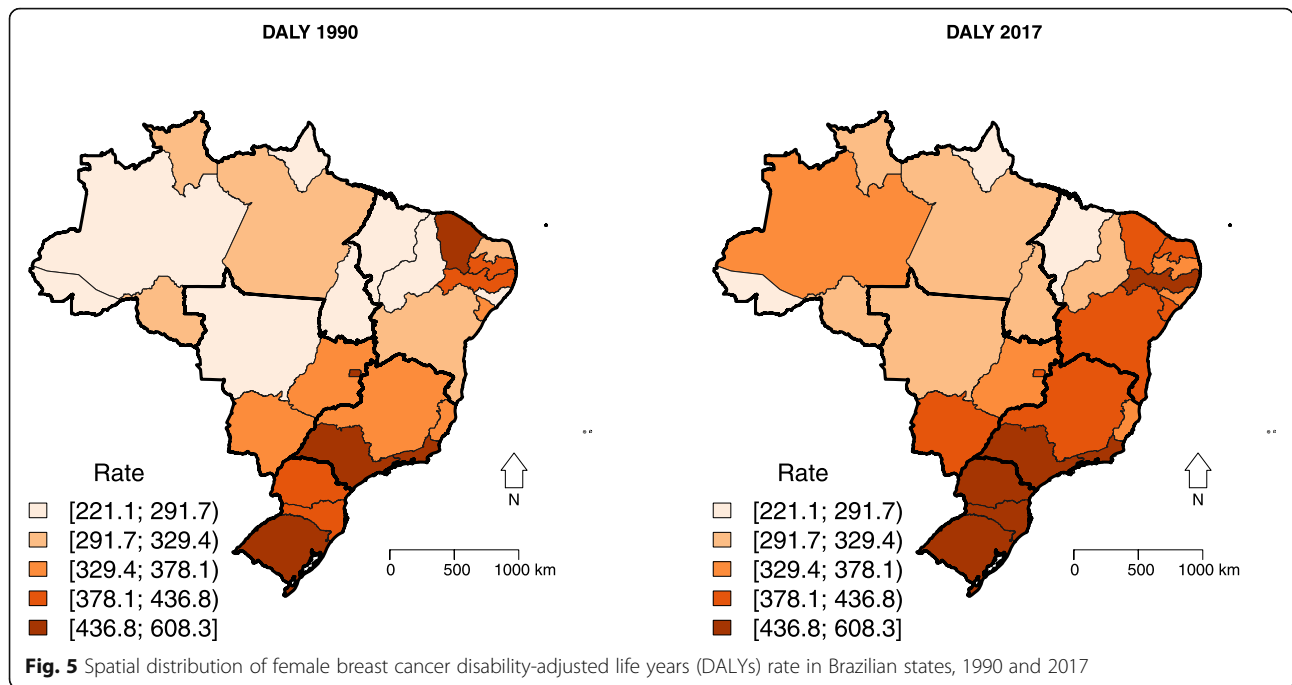 DALY 1990
DALY 2017
Rate
[221.1; 291.7)
[291.7; 329.4)
[329.4; 378.1)
[378.1; 436.8)
[436.8; 608.3]
N
0 500 1000 km
Rate
[221.1; 291.7)
[291.7; 329.4)
[329.4; 378.1)
[378.1; 436.8)
[436.8; 608.3]
N
0 500 1000 km
Fig. 5 Spatial distribution of female breast cancer disability-adjusted life years (DALYs) rate in Brazilian states, 1990 and 2017